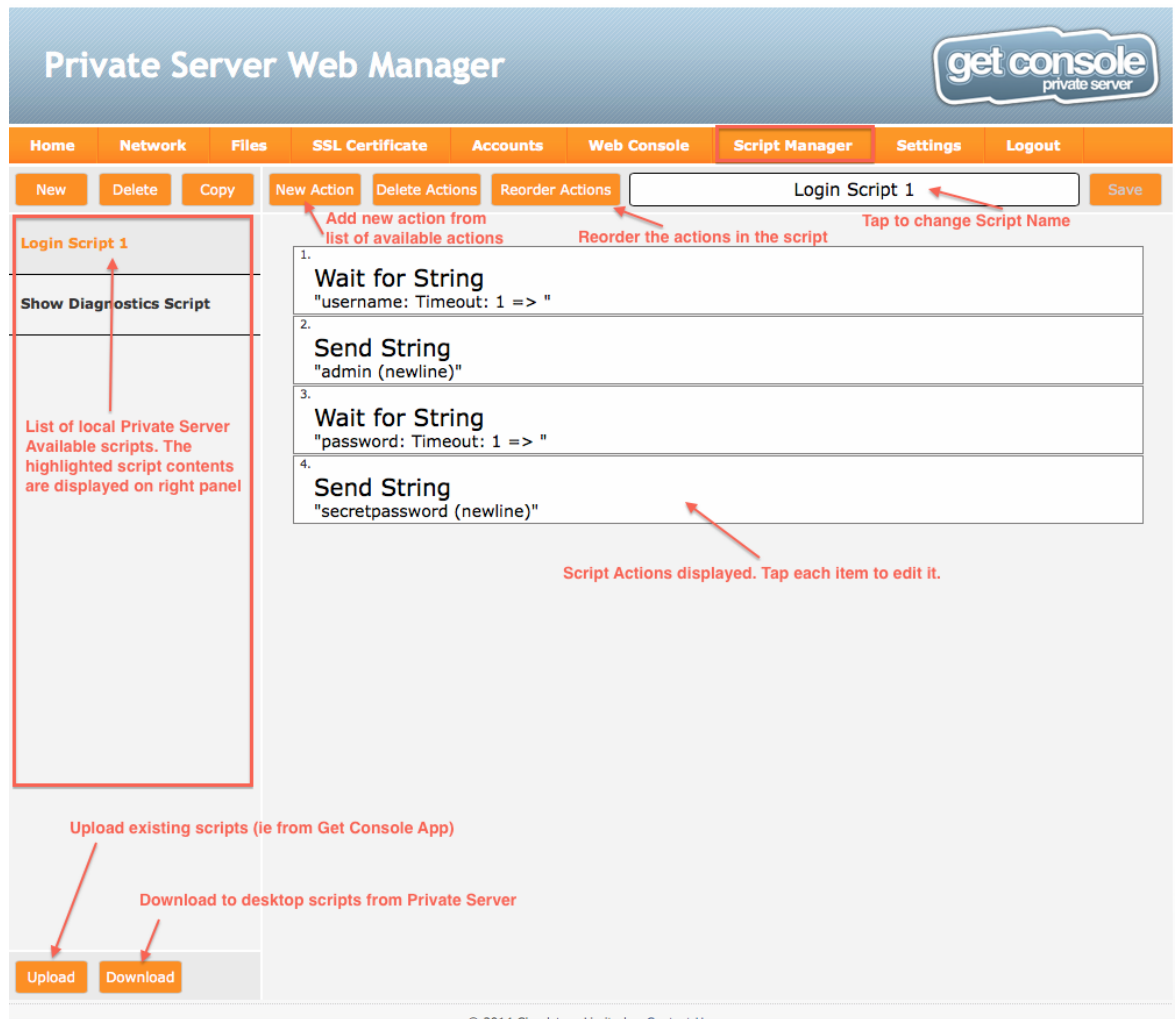 Private Server Web Manager
get console
private server
Home Network Files SSL Certificate Accounts Web Console Script Manager Settings Logout
New Delete Copy New Action Delete Actions Reorder Actions Login Script 1 Save
Add new action from
list of available actions
Reorder the actions in the script
Tap to change Script Name
Login Script 1
Show Diagnostics Script
1.
Wait for String
"username: Timeout: 1 => "
2.
Send String
"admin (newline)"
3.
Wait for String
"password: Timeout: 1 => "
4.
Send String
"secretpassword (newline)"
List of local Private Server
Available scripts. The
highlighted script contents
are displayed on right panel
Script Actions displayed. Tap each item to edit it.
Upload existing scripts (ie from Get Console App)
Download to desktop scripts from Private Server
Upload Download